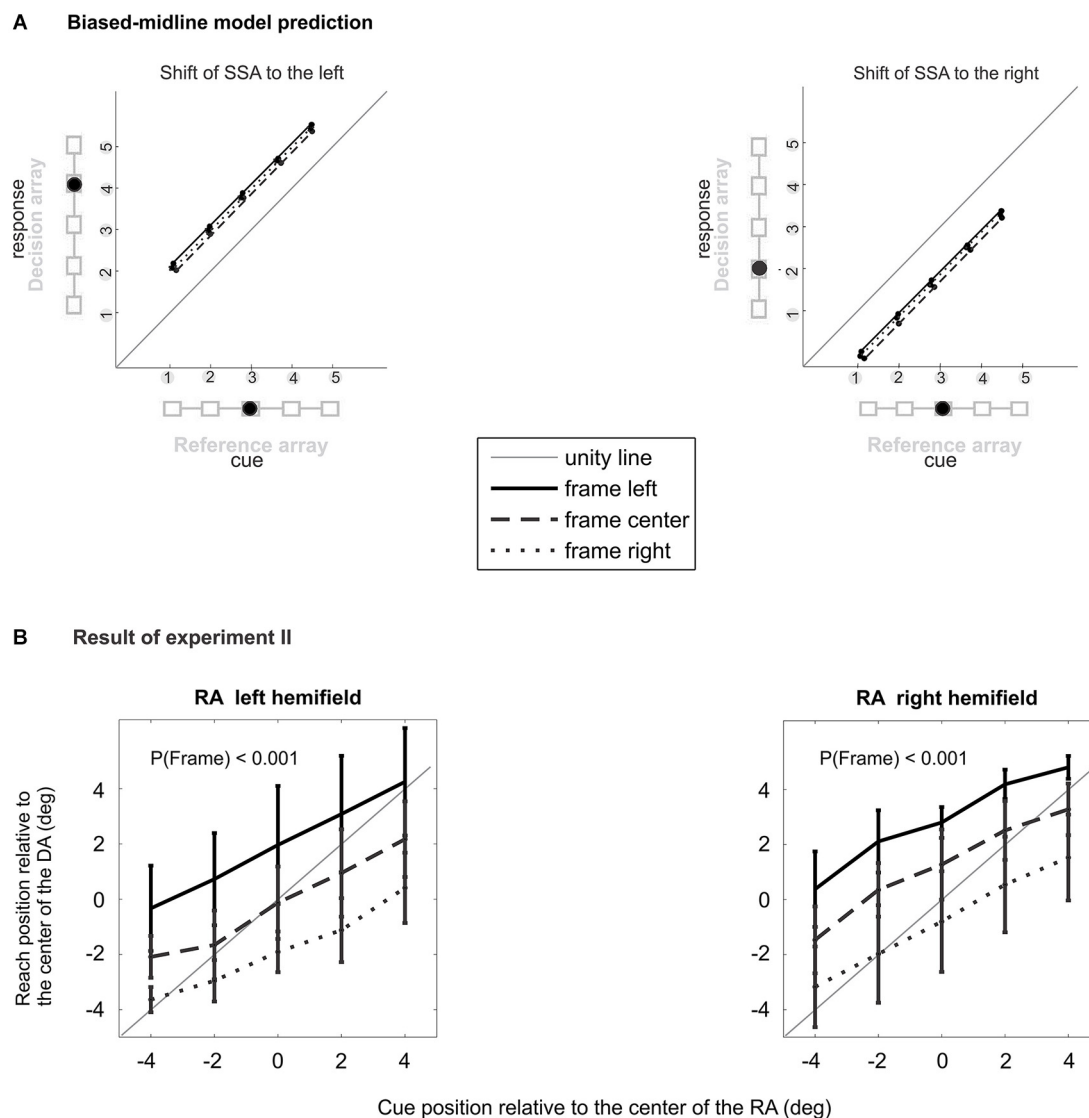 A Biased-midline model prediction
Shift of SSA to the left
Shift of SSA to the right
response
Decision array
5
4
3
2
1
1 2 3 4 5
Reference array
cue
response
Decision array
5
4
3
2
1
1 2 3 4 5
Reference array
cue
unity line
frame left
frame center
frame right
B Result of experiment II
RA left hemifield
RA right hemifield
Reach position relative to
the center of the DA (deg)
P(Frame) < 0.001
4
2
0
-2
-4
-4 -2 0 2 4
P(Frame) < 0.001
4
2
0
-2
-4
-4 -2 0 2 4
Cue position relative to the center of the RA (deg)